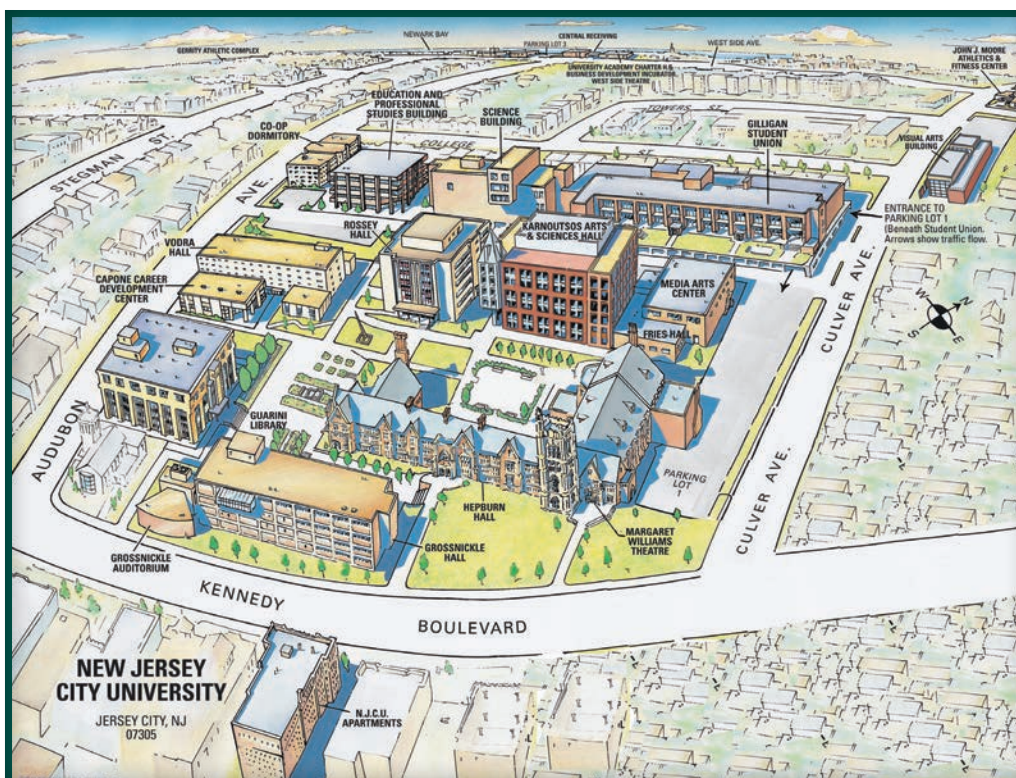 NEWARK BAY
GERRITY ATHLETIC COMPLEX
PARKING LOT 3
CENTRAL RECEIVING
UNIVERSITY ACADEMY CHARTER H.S.
BUSINESS DEVELOPMENT INCUBATOR
WEST SIDE THEATRE
WEST SIDE AVE.
JOHN J. MOORE
ATHLETICS &
FITNESS CENTER
EDUCATION AND
PROFESSIONAL
STUDIES BUILDING
SCIENCE
BUILDING
TOWERS ST.
CO-OP
DORMITORY
COLLEGE
ST.
GILLIGAN
STUDENT
UNION
VISUAL ARTS
BUILDING
STEGMAN ST.
AVE.
ENTRANCE TO
PARKING LOT 1
(Beneath Student Union.
Arrows show traffic flow.
ROSSEY
HALL
KARNOUTSOS ARTS
& SCIENCES HALL
VODRA
HALL
CAPONE CAREER
DEVELOPMENT
CENTER
MEDIA ARTS
CENTER
FRIES HALL
CULVER AVE.
W
N
S
E
AUDUBON
GUARINI
LIBRARY
PARKING
LOT
1
HEPBURN
HALL
MARGARET
WILLIAMS
THEATRE
CULVER AVE.
GROSSNICKLE
HALL
GROSSNICKLE
AUDITORIUM
KENNEDY
BOULEVARD
NEW JERSEY
CITY UNIVERSITY
JERSEY CITY, NJ
07305
N.J.C.U.
APARTMENTS